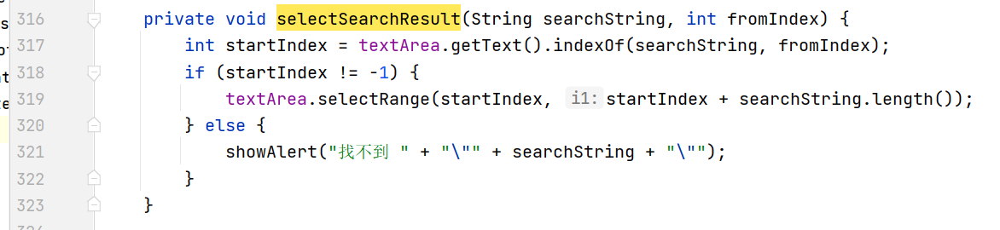 316 private void selectSearchResult(String searchString, int fromIndex) {
317 int startIndex = textArea.getText().indexOf(searchString, fromIndex);
318 if (startIndex != -1) {
319 textArea.selectRange(startIndex, i1: startIndex + searchString.length());
320 } else {
321 showAlert("找不到 " + "\"" + searchString + "\"");
322 }
323 }